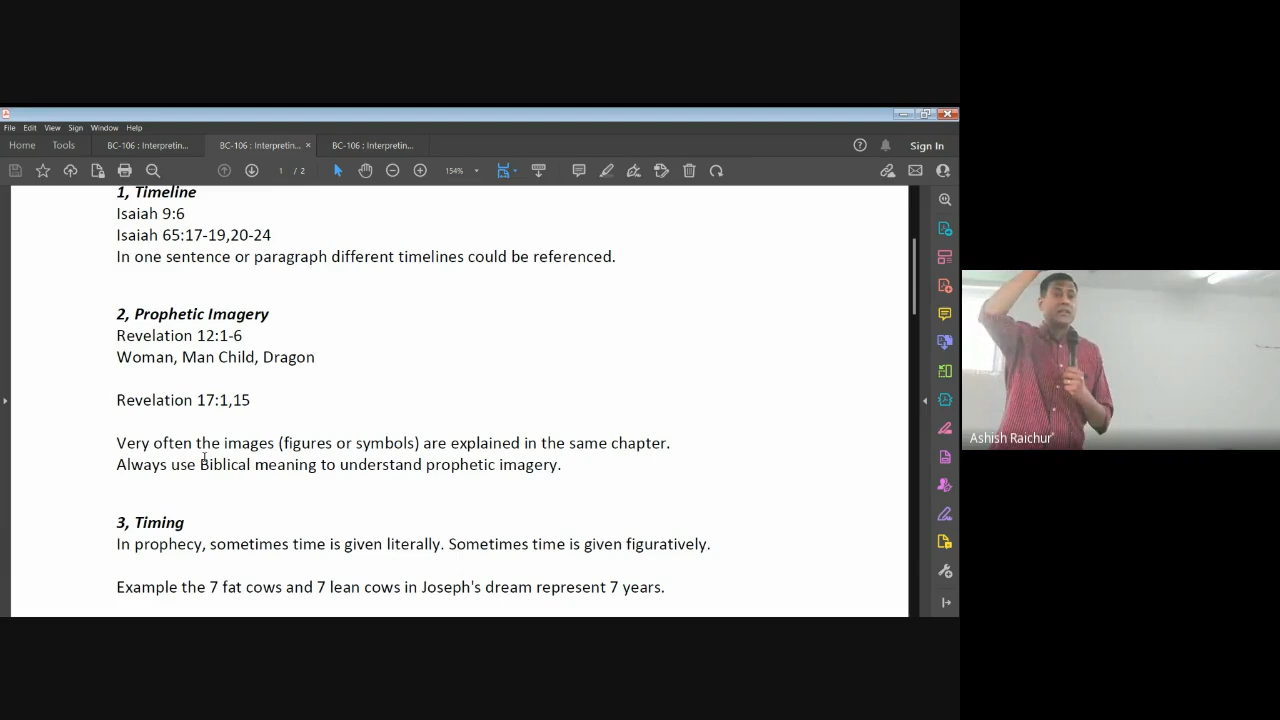 File Edit View Sign Window Help
Home Tools BC-106 : Interpretin... BC-106 : Interpretin... × BC-106 : Interpretin... Sign In
1 / 2 154%
1, Timeline
Isaiah 9:6
Isaiah 65:17-19,20-24
In one sentence or paragraph different timelines could be referenced.
2, Prophetic Imagery
Revelation 12:1-6
Woman, Man Child, Dragon
Revelation 17:1,15
Very often the images (figures or symbols) are explained in the same chapter.
Always use Biblical meaning to understand prophetic imagery.
3, Timing
In prophecy, sometimes time is given literally. Sometimes time is given figuratively.
Example the 7 fat cows and 7 lean cows in Joseph's dream represent 7 years.
Ashish Raichur